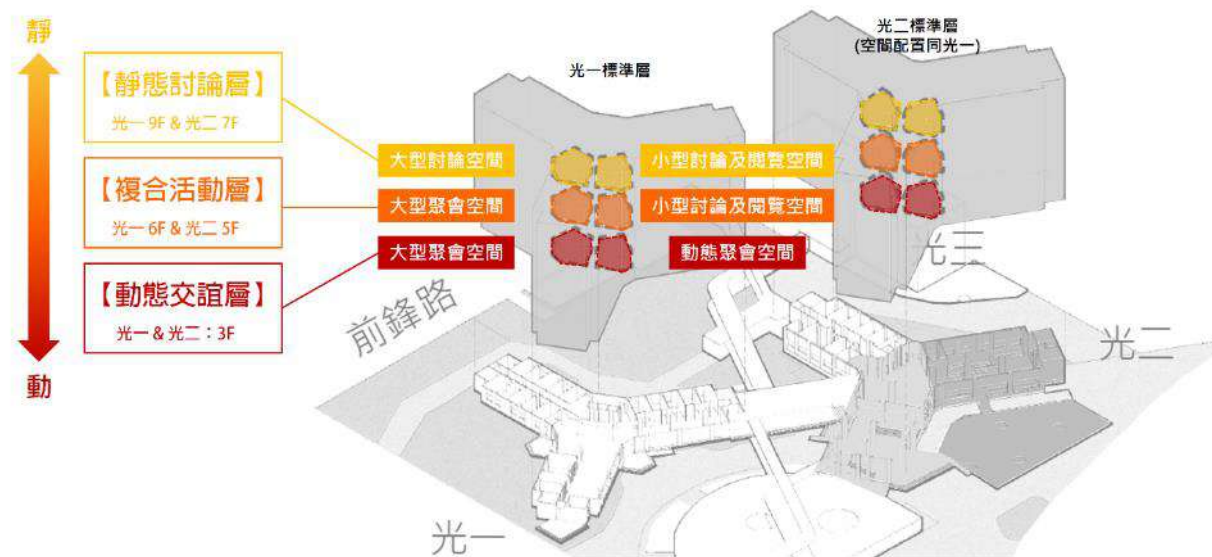 靜
【靜態討論層】
光一 9F & 光二 7F
【複合活動層】
光一 6F & 光二 5F
【動態交誼層】
光一 & 光二：3F
動
光一標準層
光二標準層
(空間配置同光一)
大型討論空間
小型討論及閱覽空間
大型聚會空間
小型討論及閱覽空間
大型聚會空間
動態聚會空間
前鋒路
光三
光二
光一